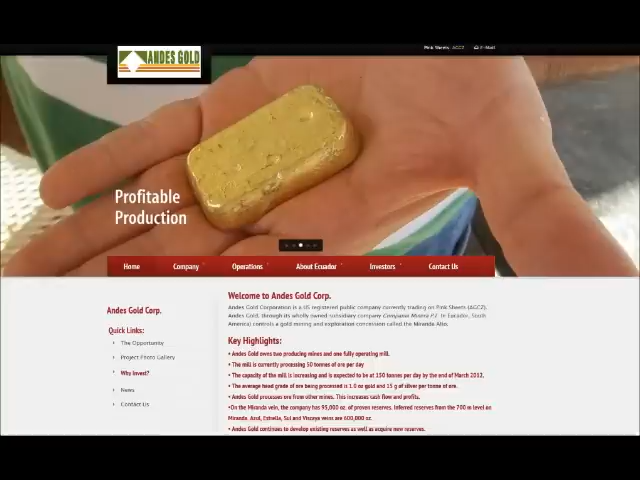 Pink Sheets: AGCZ E-Mail
ANDES GOLD
Profitable
Production
Home Company Operations About Ecuador Investors Contact Us
Andes Gold Corp.
Quick Links:
The Opportunity
Project Photo Gallery
Why Invest?
News
Contact Us
Welcome to Andes Gold Corp.
Andes Gold Corporation is a US registered public company currently trading on Pink Sheets (AGCZ).
Andes Gold, through its wholly owned subsidiary company Compania Minera P.J. in Ecuador, South
America) controls a gold mining and exploration concession called the Miranda Alto.
Key Highlights:
• Andes Gold owns two producing mines and one fully operating mill.
• The mill is currently processing 50 tonnes of ore per day
• The capacity of the mill is increasing and is expected to be at 150 tonnes per day by the end of March 2012.
• The average head grade of ore being processed is 1.0 oz gold and 15 g of silver per tonne of ore.
• Andes Gold processes ore from other mines. This increases cash flow and profits.
•On the Miranda vein, the company has 95,000 oz. of proven reserves. Inferred reserves from the 700 m level on
Miranda, Azul, Estrella, Sol and Vizcaya veins are 600,000 oz.
• Andes Gold continues to develop existing reserves as well as acquire new reserves.